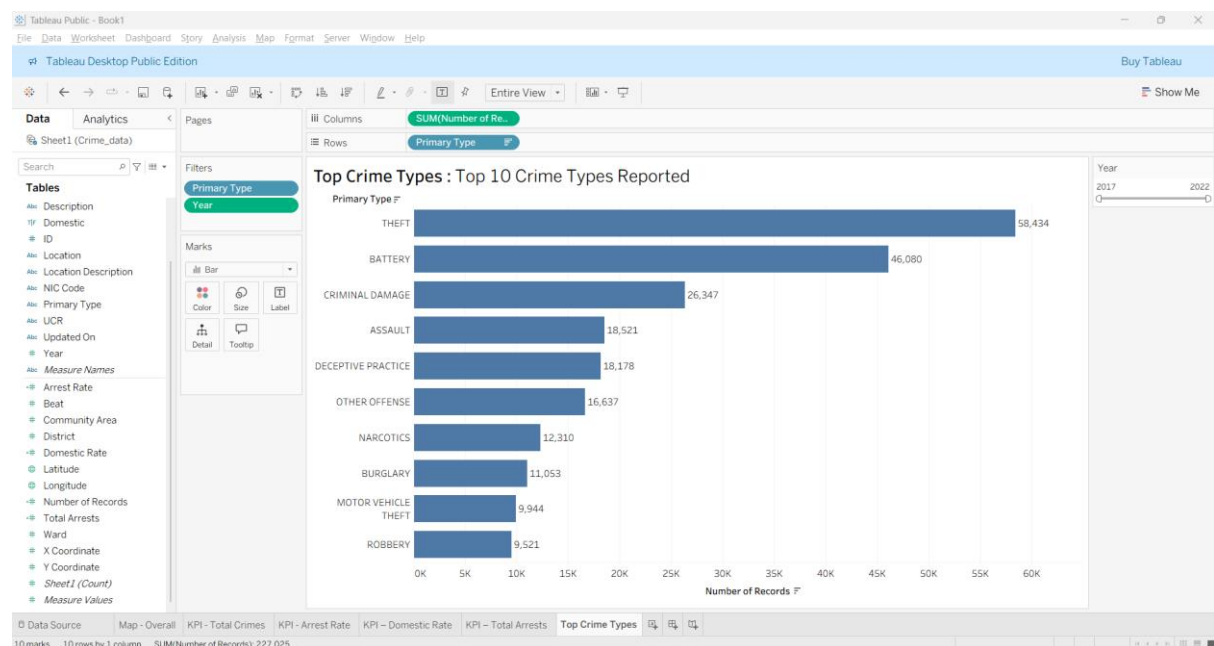 Tableau Public - Book1
File Data Worksheet Dashboard Story Analysis Map Format Server Window Help
Tableau Desktop Public Edition
Buy Tableau
Entire View
Show Me
Data Analytics
Sheet1 (Crime_data)
Search
Tables
Abc Description
T|F Domestic
# ID
Abc Location
Abc Location Description
Abc NIC Code
Abc Primary Type
Abc UCR
Abc Updated On
Year
Abc Measure Names
=# Arrest Rate
# Beat
# Community Area
District
=# Domestic Rate
Latitude
Longitude
=# Number of Records
=# Total Arrests
# Ward
# X Coordinate
# Y Coordinate
# Sheet1 (Count)
# Measure Values
Pages
Filters
Primary Type
Year
Marks
Bar
Color Size Label
Detail Tooltip
Columns SUM(Number of Re..
Rows Primary Type
Top Crime Types : Top 10 Crime Types Reported
Primary Type
THEFT 58,434
BATTERY 46,080
CRIMINAL DAMAGE 26,347
ASSAULT 18,521
DECEPTIVE PRACTICE 18,178
OTHER OFFENSE 16,637
NARCOTICS 12,310
BURGLARY 11,053
MOTOR VEHICLE
THEFT 9,944
ROBBERY 9,521
0K 5K 10K 15K 20K 25K 30K 35K 40K 45K 50K 55K 60K
Number of Records
Year
2017 2022
Data Source Map - Overall KPI - Total Crimes KPI - Arrest Rate KPI – Domestic Rate KPI – Total Arrests Top Crime Types
10 marks 10 rows by 1 column SUM(Number of Records): 227,025